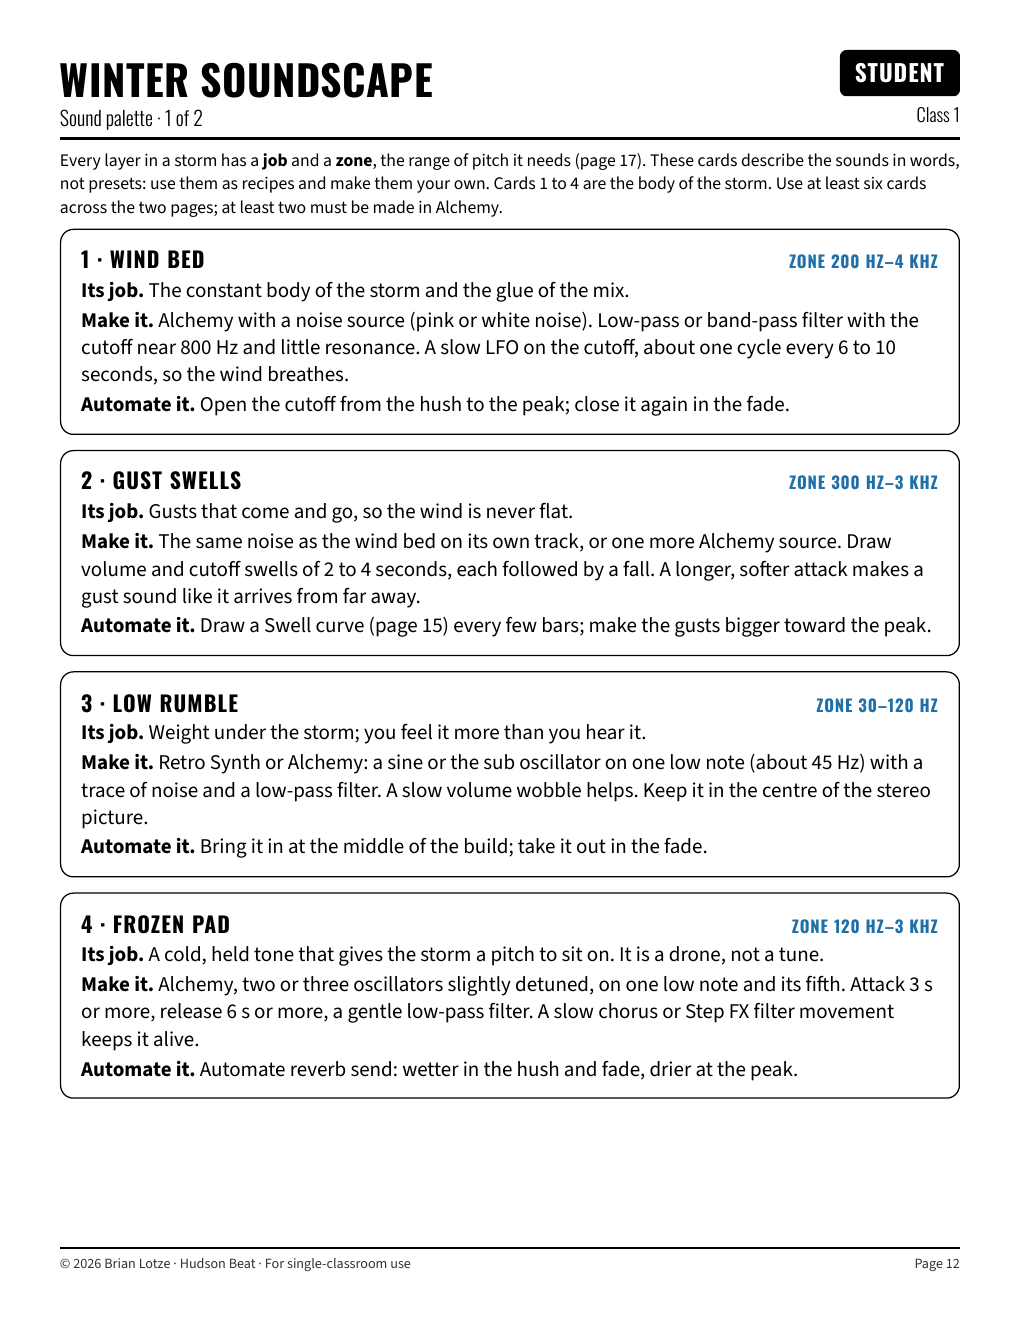 WINTER SOUNDSCAPE
STUDENT
Sound palette · 1 of 2
Class 1
Every layer in a storm has a job and a zone, the range of pitch it needs (page 17). These cards describe the sounds in words,
not presets: use them as recipes and make them your own. Cards 1 to 4 are the body of the storm. Use at least six cards
across the two pages; at least two must be made in Alchemy.
1 · WIND BED
ZONE 200 HZ–4 KHZ
Its job. The constant body of the storm and the glue of the mix.
Make it. Alchemy with a noise source (pink or white noise). Low-pass or band-pass filter with the
cutoff near 800 Hz and little resonance. A slow LFO on the cutoff, about one cycle every 6 to 10
seconds, so the wind breathes.
Automate it. Open the cutoff from the hush to the peak; close it again in the fade.
2 · GUST SWELLS
ZONE 300 HZ–3 KHZ
Its job. Gusts that come and go, so the wind is never flat.
Make it. The same noise as the wind bed on its own track, or one more Alchemy source. Draw
volume and cutoff swells of 2 to 4 seconds, each followed by a fall. A longer, softer attack makes a
gust sound like it arrives from far away.
Automate it. Draw a Swell curve (page 15) every few bars; make the gusts bigger toward the peak.
3 · LOW RUMBLE
ZONE 30–120 HZ
Its job. Weight under the storm; you feel it more than you hear it.
Make it. Retro Synth or Alchemy: a sine or the sub oscillator on one low note (about 45 Hz) with a
trace of noise and a low-pass filter. A slow volume wobble helps. Keep it in the centre of the stereo
picture.
Automate it. Bring it in at the middle of the build; take it out in the fade.
4 · FROZEN PAD
ZONE 120 HZ–3 KHZ
Its job. A cold, held tone that gives the storm a pitch to sit on. It is a drone, not a tune.
Make it. Alchemy, two or three oscillators slightly detuned, on one low note and its fifth. Attack 3 s
or more, release 6 s or more, a gentle low-pass filter. A slow chorus or Step FX filter movement
keeps it alive.
Automate it. Automate reverb send: wetter in the hush and fade, drier at the peak.
© 2026 Brian Lotze · Hudson Beat · For single-classroom use
Page 12